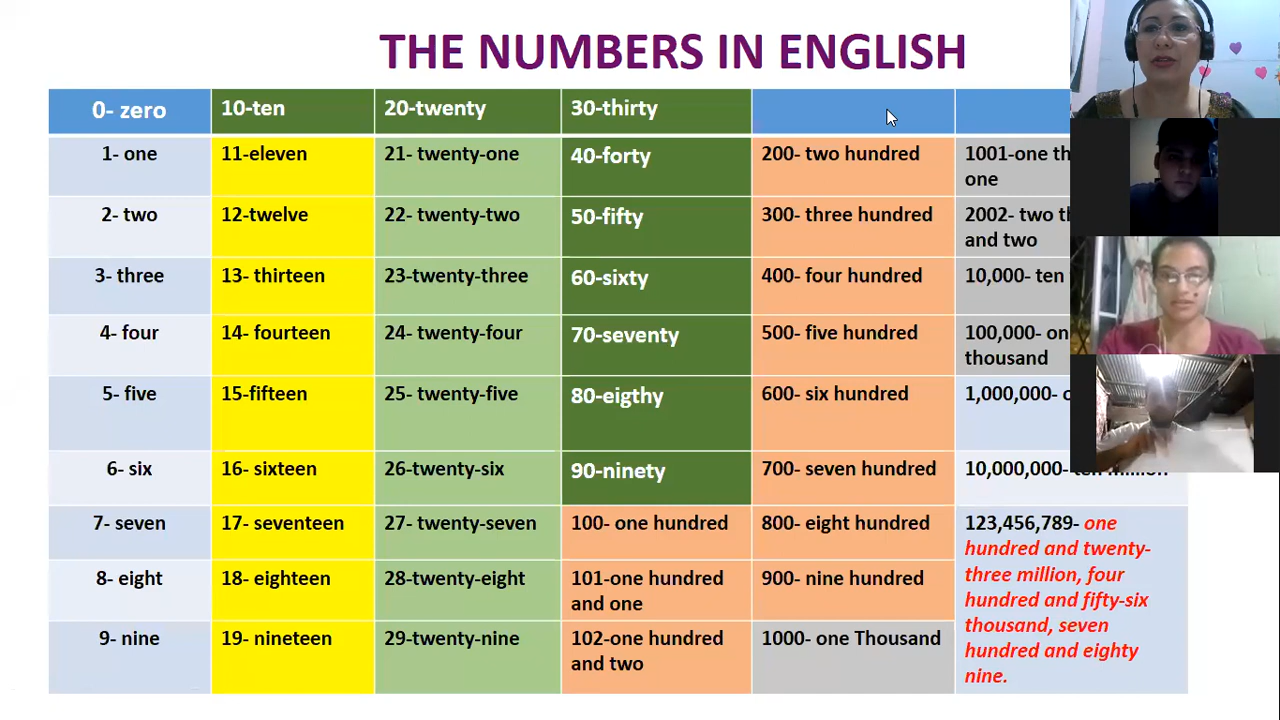 THE NUMBERS IN ENGLISH
0- zero
10-ten
20-twenty
30-thirty
1- one
11-eleven
21- twenty-one
40-forty
200- two hundred
1001-one
one
2- two
12-twelve
22- twenty-two
50-fifty
300- three hundred
2002- two
and two
3- three
13- thirteen
23-twenty-three
60-sixty
400- four hundred
10,000- ten
4- four
14- fourteen
24- twenty-four
70-seventy
500- five hundred
100,000-
thousand
5- five
15-fifteen
25- twenty-five
80-eigthy
600- six hundred
1,000,000-
6- six
16- sixteen
26-twenty-six
90-ninety
700- seven hundred
10,000,000- ten million
7- seven
17- seventeen
27- twenty-seven
100- one hundred
800- eight hundred
8- eight
18- eighteen
28-twenty-eight
101-one hundred
and one
900- nine hundred
9- nine
19- nineteen
29-twenty-nine
102-one hundred
and two
1000- one Thousand
123,456,789- one
hundred and twenty-
three million, four
hundred and fifty-six
thousand, seven
hundred and eighty
nine.